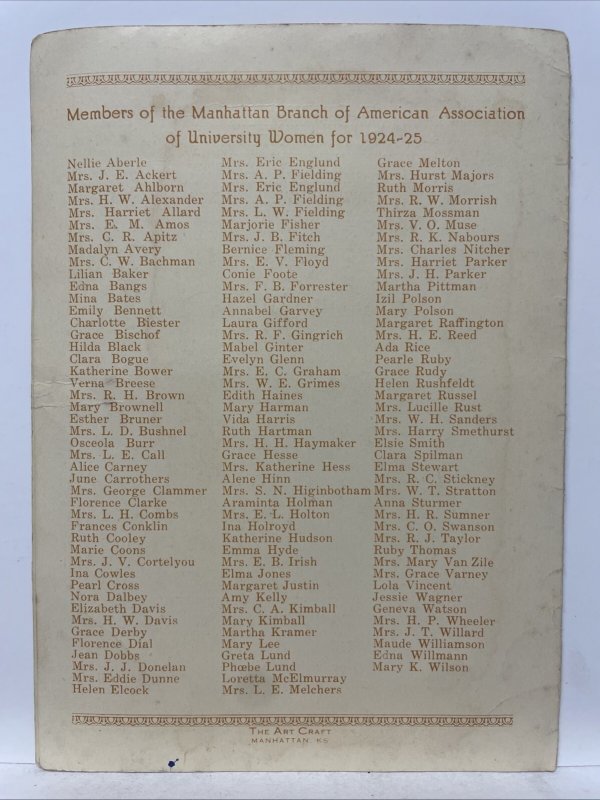 Members of the Manhattan Branch of American Association
of University Women for 1924-25
Nellie Aberle
Mrs. J. E. Ackert
Margaret Ahlborn
Mrs. H. W. Alexander
Mrs. Harriet Allard
Mrs. E. M. Amos
Mrs. C. R. Apitz
Madalyn Avery
Mrs. C. W. Bachman
Lilian Baker
Edna Bangs
Mina Bates
Emily Bennett
Charlotte Biester
Grace Bischof
Hilda Black
Clara Bogue
Katherine Bower
Verna Breese
Mrs. R. H. Brown
Mary Brownell
Esther Bruner
Mrs. L. D. Bushnel
Osceola Burr
Mrs. L. E. Call
Alice Carney
June Carrothers
Mrs. George Clammer
Florence Clarke
Mrs. L. H. Combs
Frances Conklin
Ruth Cooley
Marie Coons
Mrs. J. V. Cortelyou
Ina Cowles
Pearl Cross
Nora Dalbey
Elizabeth Davis
Mrs. H. W. Davis
Grace Derby
Florence Dial
Jean Dobbs
Mrs. J. J. Donelan
Mrs. Eddie Dunne
Helen Elcock
Mrs. Eric Englund
Mrs. A. P. Fielding
Mrs. Eric Englund
Mrs. A. P. Fielding
Mrs. L. W. Fielding
Marjorie Fisher
Mrs. J. B. Fitch
Bernice Fleming
Mrs. E. V. Floyd
Conie Foote
Mrs. F. B. Forrester
Hazel Gardner
Annabel Garvey
Laura Gifford
Mrs. R. F. Gingrich
Mabel Ginter
Evelyn Glenn
Mrs. E. C. Graham
Mrs. W. E. Grimes
Edith Haines
Mary Harman
Vida Harris
Ruth Hartman
Mrs. H. H. Haymaker
Grace Hesse
Mrs. Katherine Hess
Alene Hinn
Mrs. S. N. Higinbotham
Araminta Holman
Mrs. E. L. Holton
Ina Holroyd
Katherine Hudson
Emma Hyde
Mrs. E. B. Irish
Elma Jones
Margaret Justin
Amy Kelly
Mrs. C. A. Kimball
Mary Kimball
Martha Kramer
Mary Lee
Greta Lund
Phœbe Lund
Loretta McElmurray
Mrs. L. E. Melchers
Grace Melton
Mrs. Hurst Majors
Ruth Morris
Mrs. R. W. Morrish
Thirza Mossman
Mrs. V. O. Muse
Mrs. R. K. Nabours
Mrs. Charles Nitcher
Mrs. Harriet Parker
Mrs. J. H. Parker
Martha Pittman
Izil Polson
Mary Polson
Margaret Raffington
Mrs. H. E. Reed
Ada Rice
Pearle Ruby
Grace Rudy
Helen Rushfeldt
Margaret Russel
Mrs. Lucille Rust
Mrs. W. H. Sanders
Mrs. Harry Smethurst
Elsie Smith
Clara Spilman
Elma Stewart
Mrs. R. C. Stickney
Mrs. W. T. Stratton
Anna Sturmer
Mrs. H. R. Sumner
Mrs. C. O. Swanson
Mrs. R. J. Taylor
Ruby Thomas
Mrs. Mary Van Zile
Mrs. Grace Varney
Lola Vincent
Jessie Wagner
Geneva Watson
Mrs. H. P. Wheeler
Mrs. J. T. Willard
Maude Williamson
Edna Willmann
Mary K. Wilson
THE ART CRAFT
MANHATTAN, KS